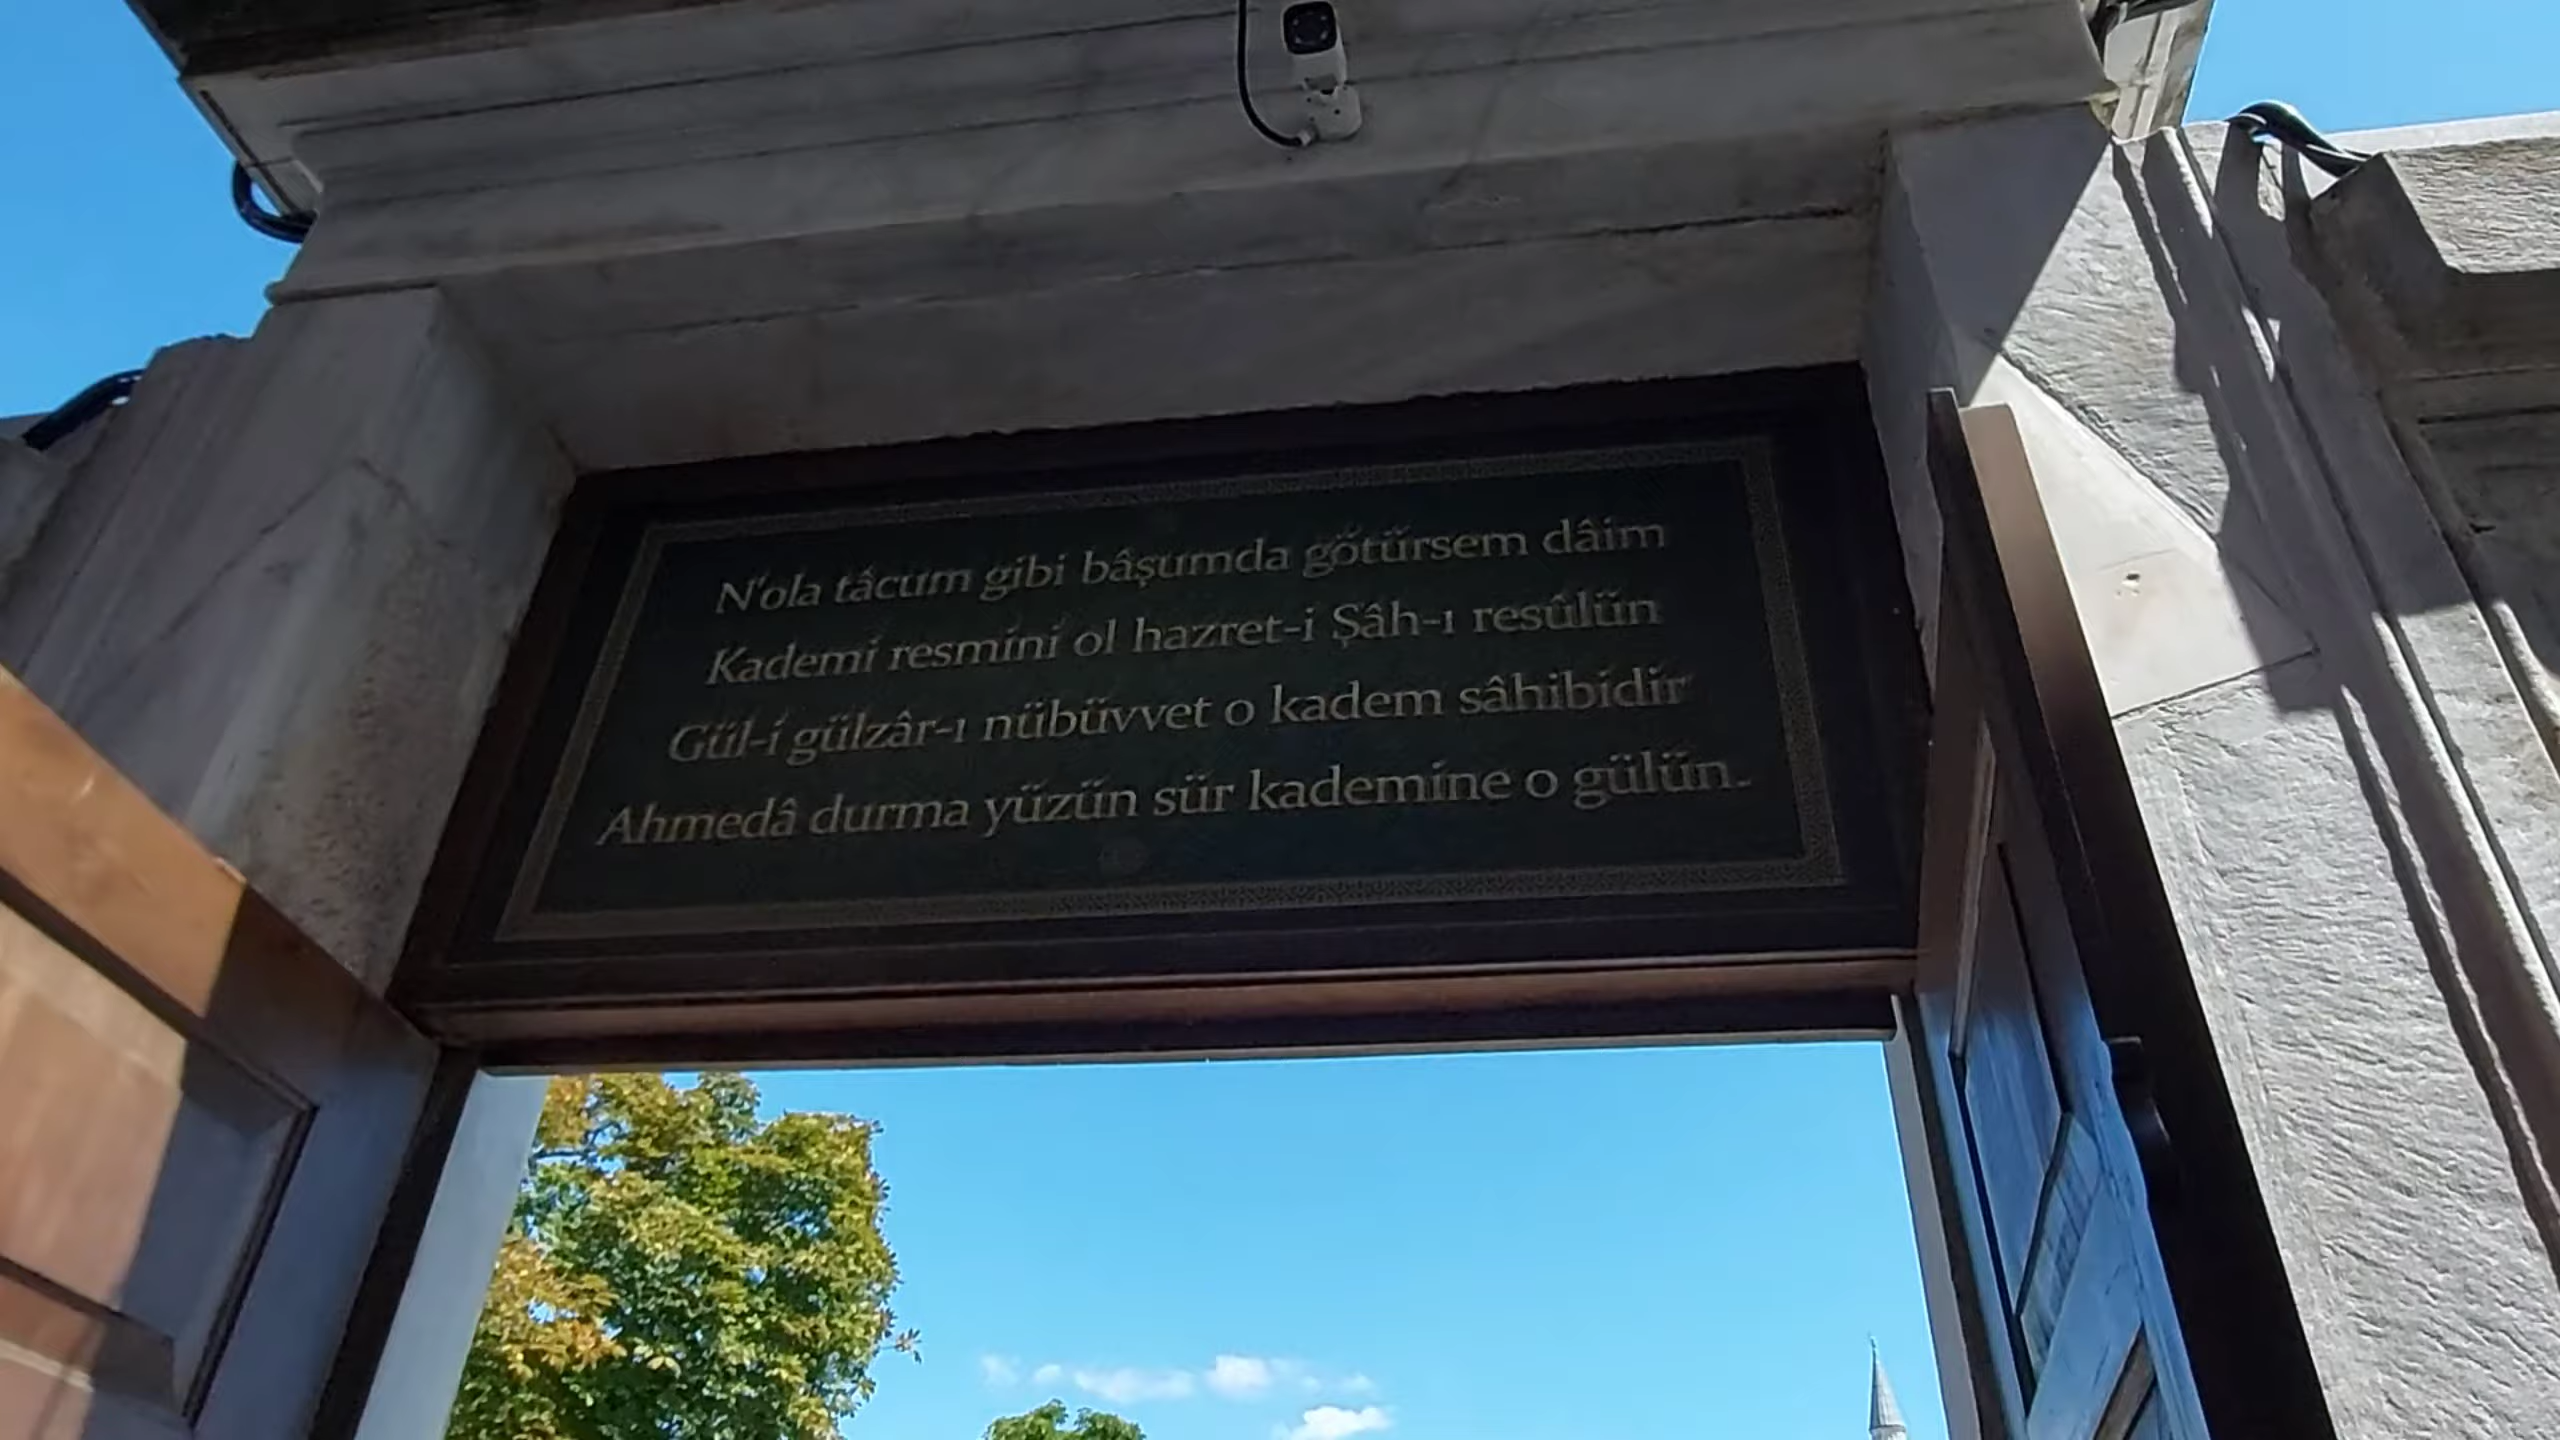 N'ola tâcum gibi bâşumda götürsem dâim
Kademi resmini ol hazret-i Şâh-ı resûlün
Gül-i gülzâr-ı nübüvvet o kadem sâhibidir
Ahmedâ durma yüzün sür kademine o gülün.